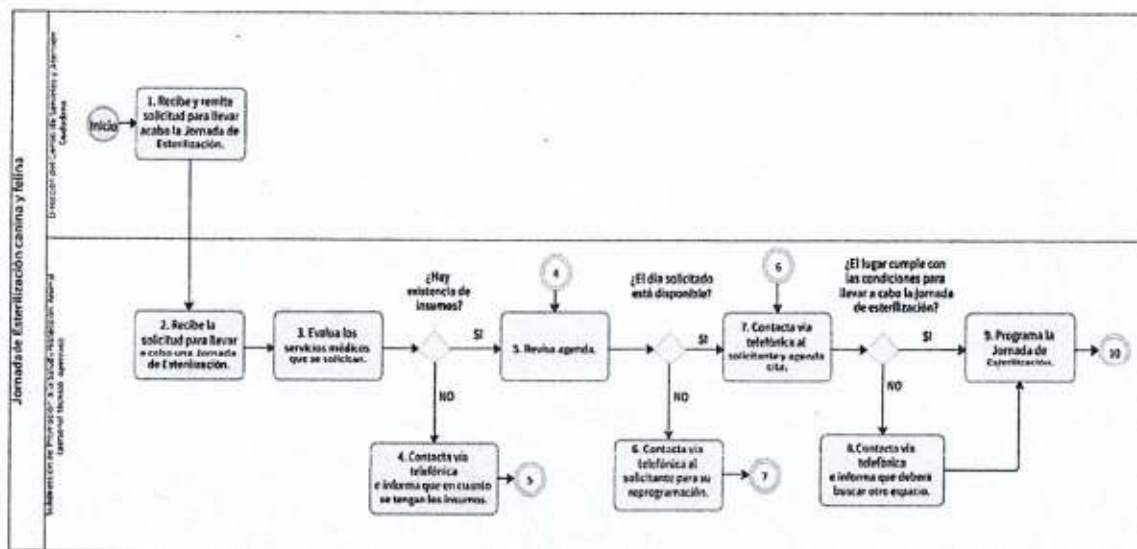 Jornada de Esterilización canina y felina
Inicio
1. Recibe y remite
solicitud para llevar
acabo la Jornada de
Esterilización.
2. Recibe la
solicitud para llevar
a cabo una Jornada
de Esterilización.
3. Evalua los
servicios médicos
que se solicitan.
¿Hay
existencia de
insumos?
SI
NO
4. Contacta vía
telefónica
e informa que en cuanto
se tengan los insumos.
5
4
5. Revisa agenda.
¿El día solicitado
está disponible?
SI
NO
6. Contacta vía
telefónica al
solicitante para su
reprogramación.
7
6
7. Contacta vía
telefónica al
solicitante y agenda
cita.
¿El lugar cumple con
las condiciones para
llevar a cabo la Jornada
de esterilización?
SI
NO
8.Contacta vía
telefónica
e informa que deberá
buscar otro espacio.
9. Programa la
Jornada de
Esterilización.
10